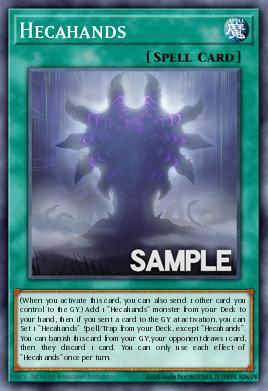 Hecahands
[Spell Card]
SAMPLE
(When you activate this card, you can also send 1 other card you
control to the GY.) Add 1 "Hecahands" monster from your Deck to
your hand, then if you sent a card to the GY at activation, you can
Set 1 "Hecahands" Spell/Trap from your Deck, except "Hecahands".
You can banish this card from your GY; your opponent draws 1 card,
then they discard 1 card. You can only use each effect of
"Hecahands" once per turn.